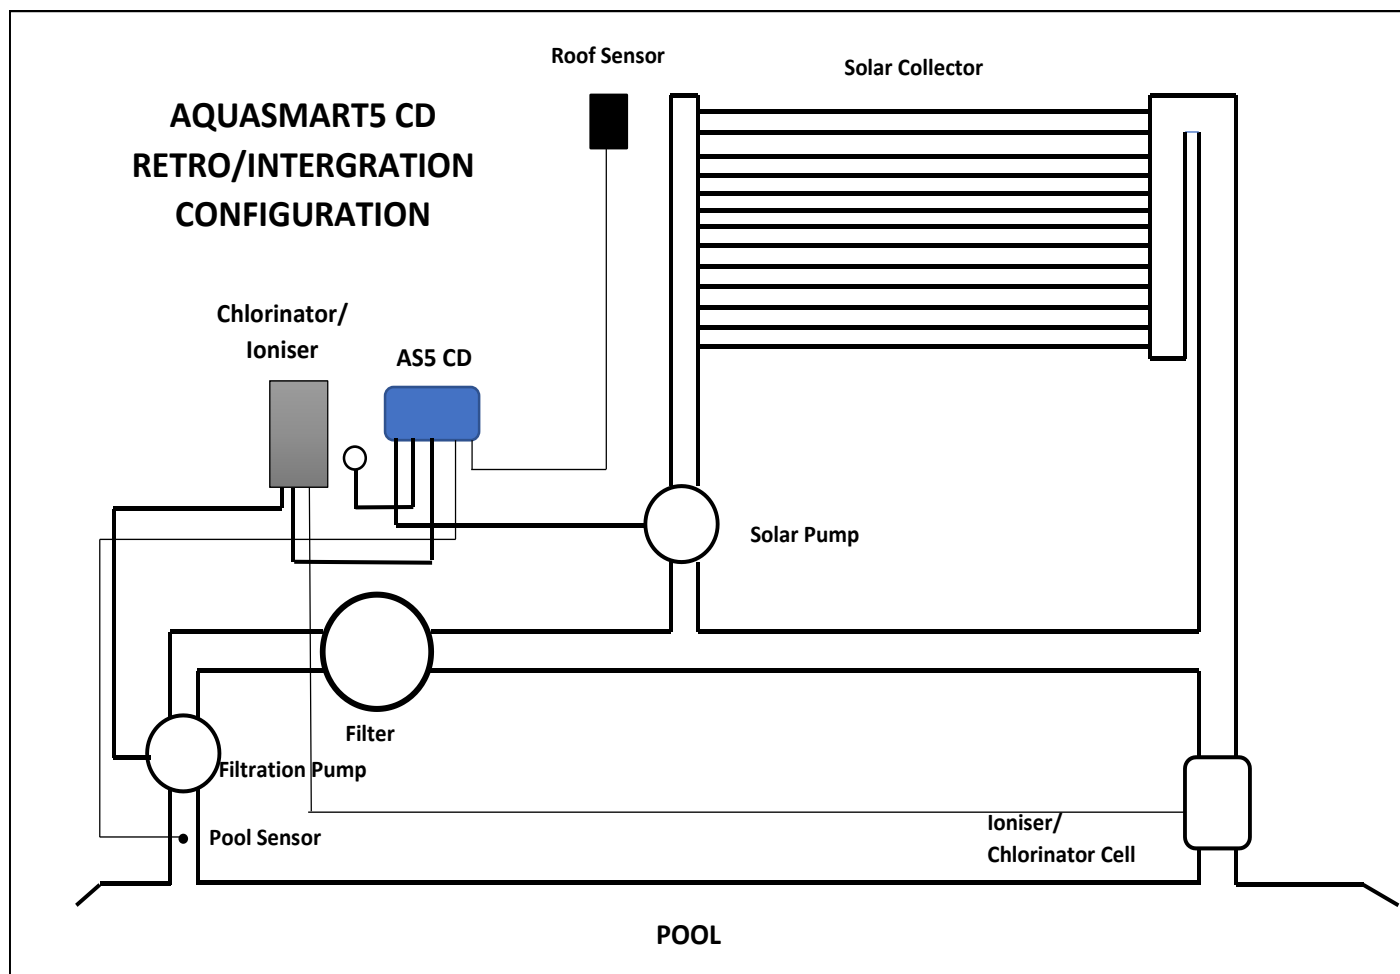 Roof Sensor
Solar Collector
AQUASMART5 CD
RETRO/INTERGRATION
CONFIGURATION
Chlorinator/
Ioniser
AS5 CD
Solar Pump
Filter
Filtration Pump
Pool Sensor
Ioniser/
Chlorinator Cell
POOL